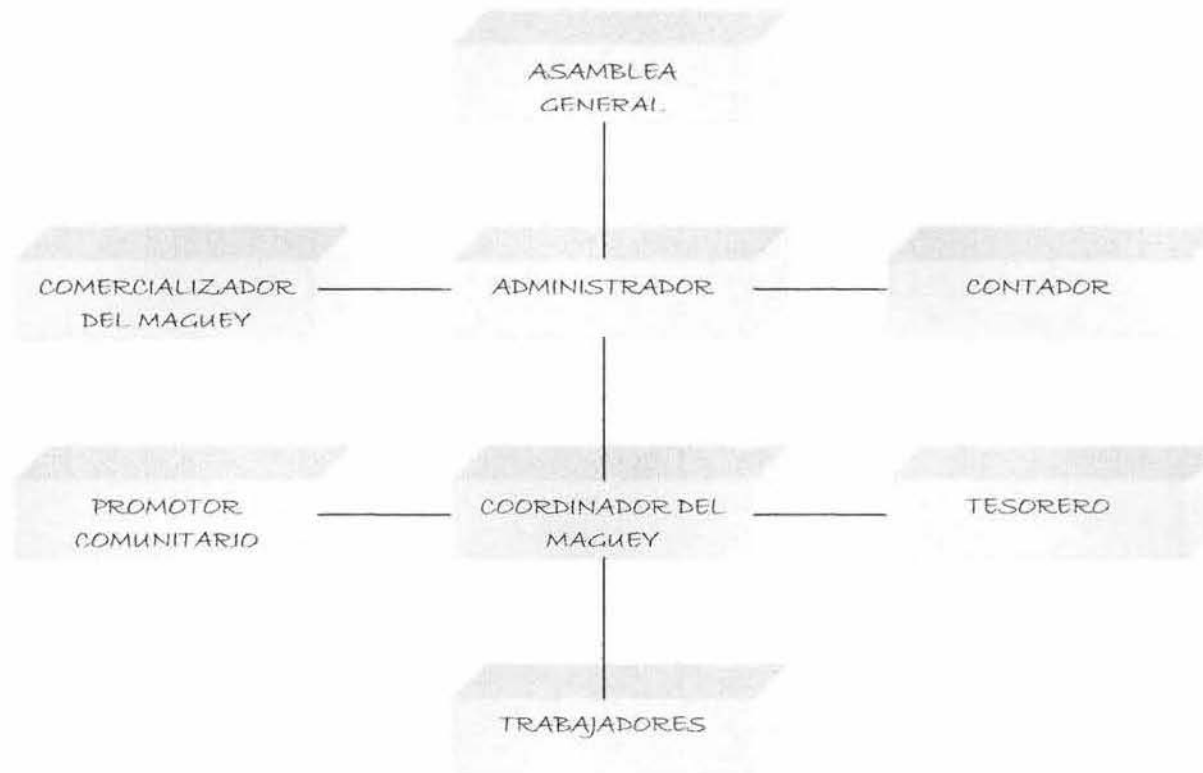 ASAMBLEA
GENERAL
COMERCIALIZADOR
DEL MAGUEY
ADMINISTRADOR
CONTADOR
PROMOTOR
COMUNITARIO
COORDINADOR DEL
MAGUEY
TESORERO
TRABAJADORES